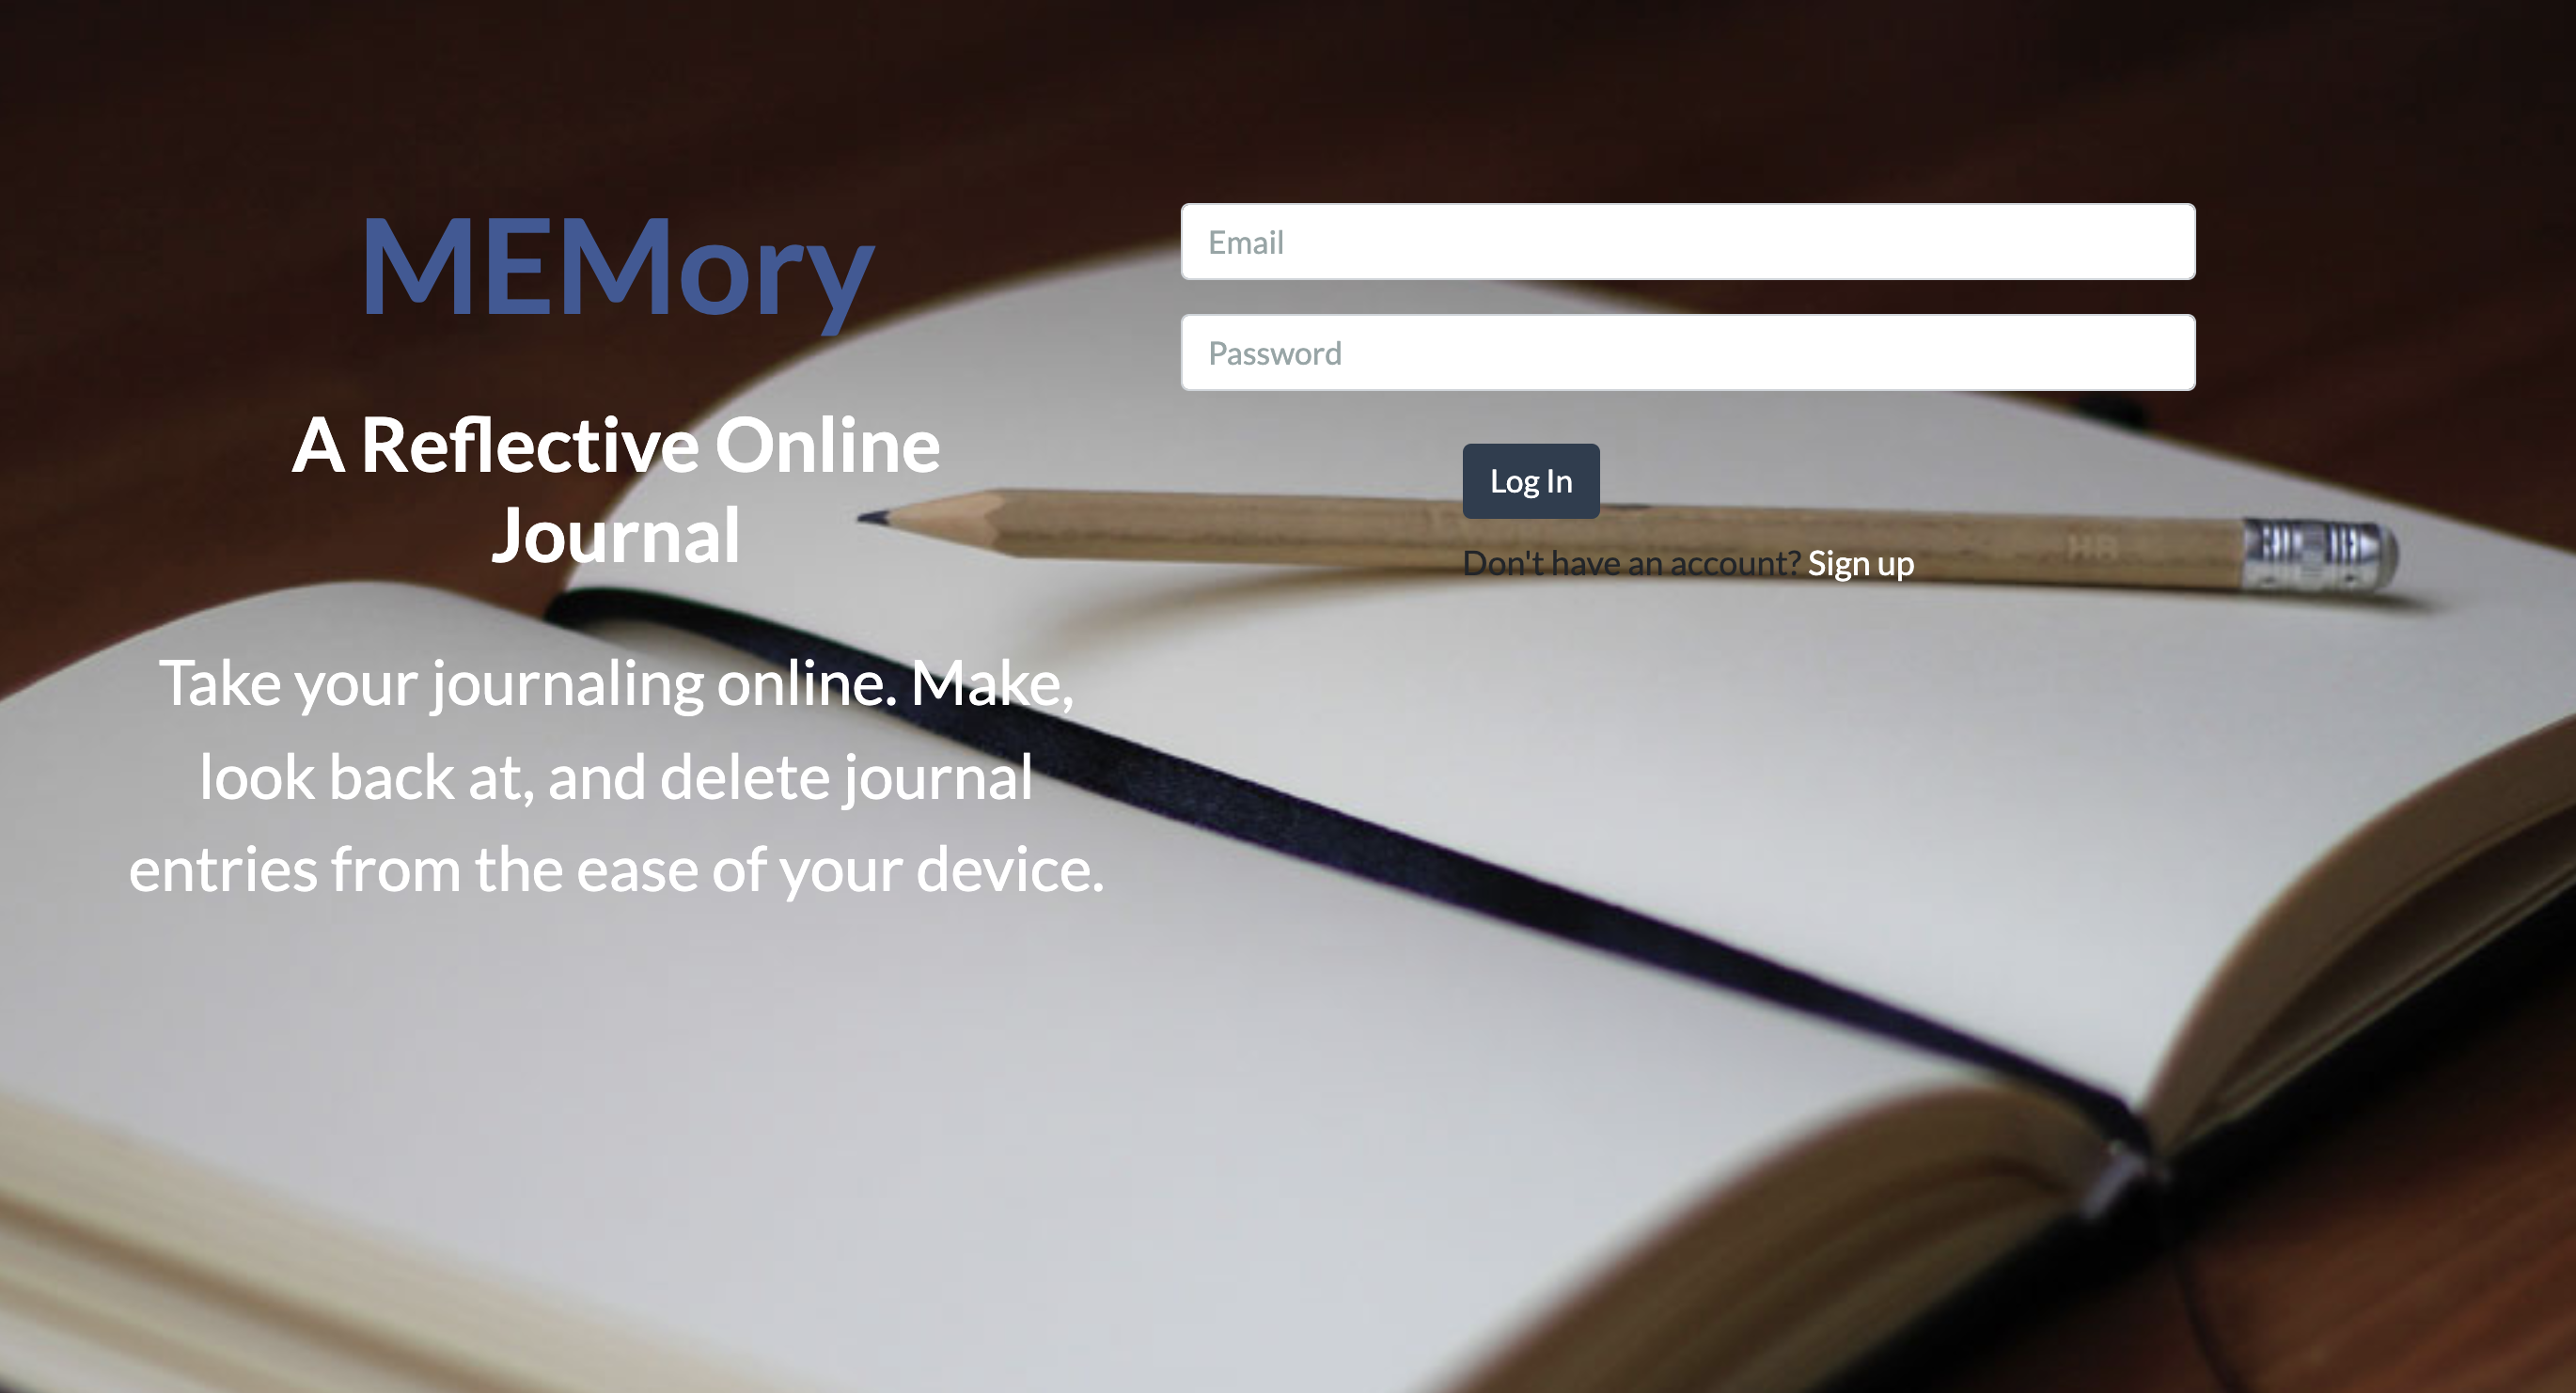 MEMory
A Reflective Online
Journal
Take your journaling online. Make,
look back at, and delete journal
entries from the ease of your device.
Email
Password
Log In
Don't have an account? Sign up
HB